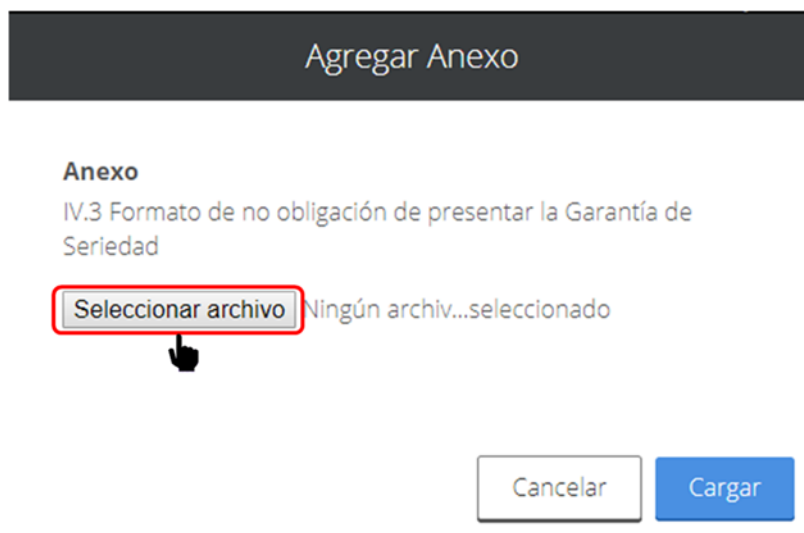 Agregar Anexo
Anexo
IV.3 Formato de no obligación de presentar la Garantía de
Seriedad
Seleccionar archivo Ningún archiv...seleccionado
Cancelar Cargar